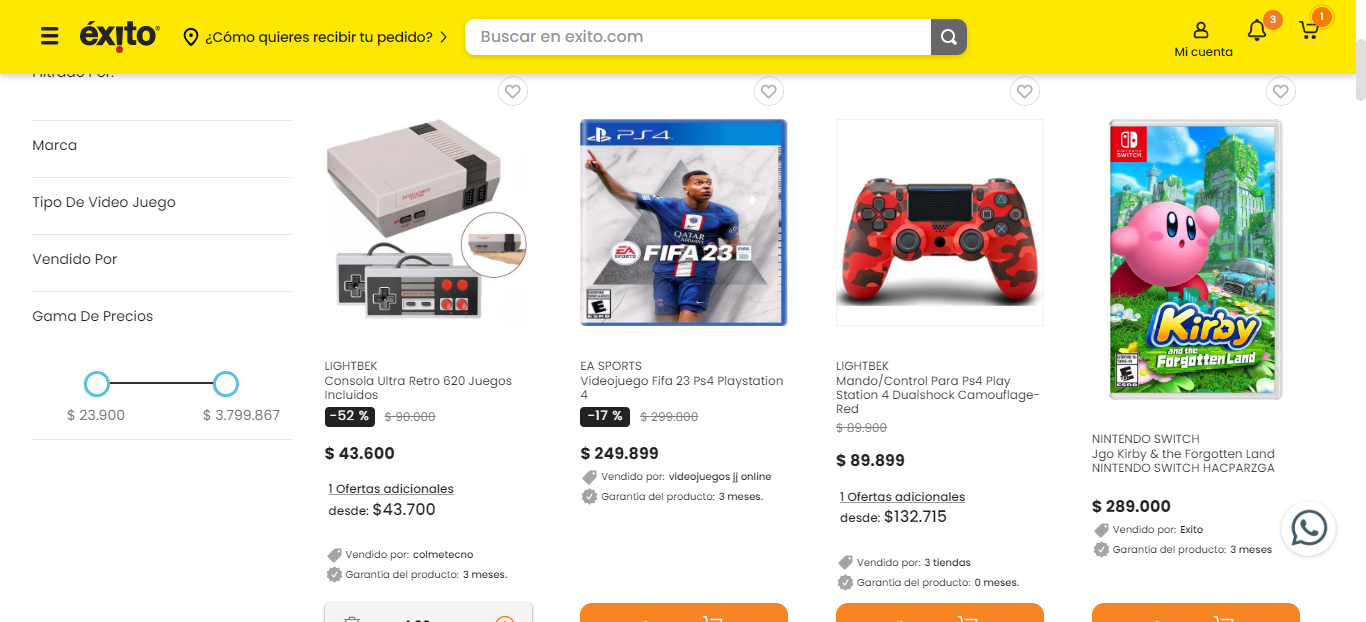 éxito
¿Cómo quieres recibir tu pedido?
Buscar en exito.com
Mi cuenta
3
1
Filtrado Por:
Marca
Tipo De Video Juego
Vendido Por
Gama De Precios
$ 23.900
$ 3.799.867
LIGHTBEK
Consola Ultra Retro 620 Juegos
Incluidos
-52 %
$ 90.000
$ 43.600
1 Ofertas adicionales
desde: $43.700
Vendido por: colmetecno
Garantía del producto: 3 meses.
PS4
QATAR
AIRWAYS
EA
SPORTS
FIFA 23
E
EA SPORTS
Videojuego Fifa 23 Ps4 Playstation
4
-17 %
$ 299.800
$ 249.899
Vendido por: videojuegos jj online
Garantía del producto: 3 meses.
LIGHTBEK
Mando/Control Para Ps4 Play
Station 4 Dualshock Camouflage-
Red
$ 89.900
$ 89.899
1 Ofertas adicionales
desde: $132.715
Vendido por: 3 tiendas
Garantía del producto: 0 meses.
NINTENDO
SWITCH
Kirby
and the
Forgotten Land
E
ESRB
NINTENDO SWITCH
Jgo Kirby & the Forgotten Land
NINTENDO SWITCH HACPARZGA
$ 289.000
Vendido por: Exito
Garantía del producto: 3 meses